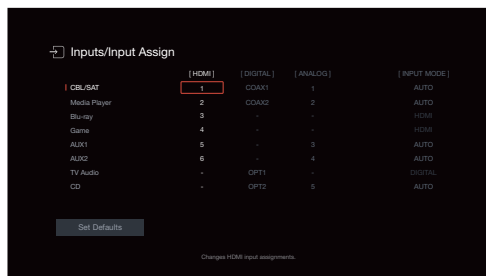 Inputs/Input Assign
[ HDMI ] [ DIGITAL ] [ ANALOG ] [ INPUT MODE ]
CBL/SAT 1 COAX1 1 AUTO
Media Player 2 COAX2 2 AUTO
Blu-ray 3 - - HDMI
Game 4 - - HDMI
AUX1 5 - 3 AUTO
AUX2 6 - 4 AUTO
TV Audio - OPT1 - DIGITAL
CD - OPT2 5 AUTO
Set Defaults
Changes HDMI input assignments.